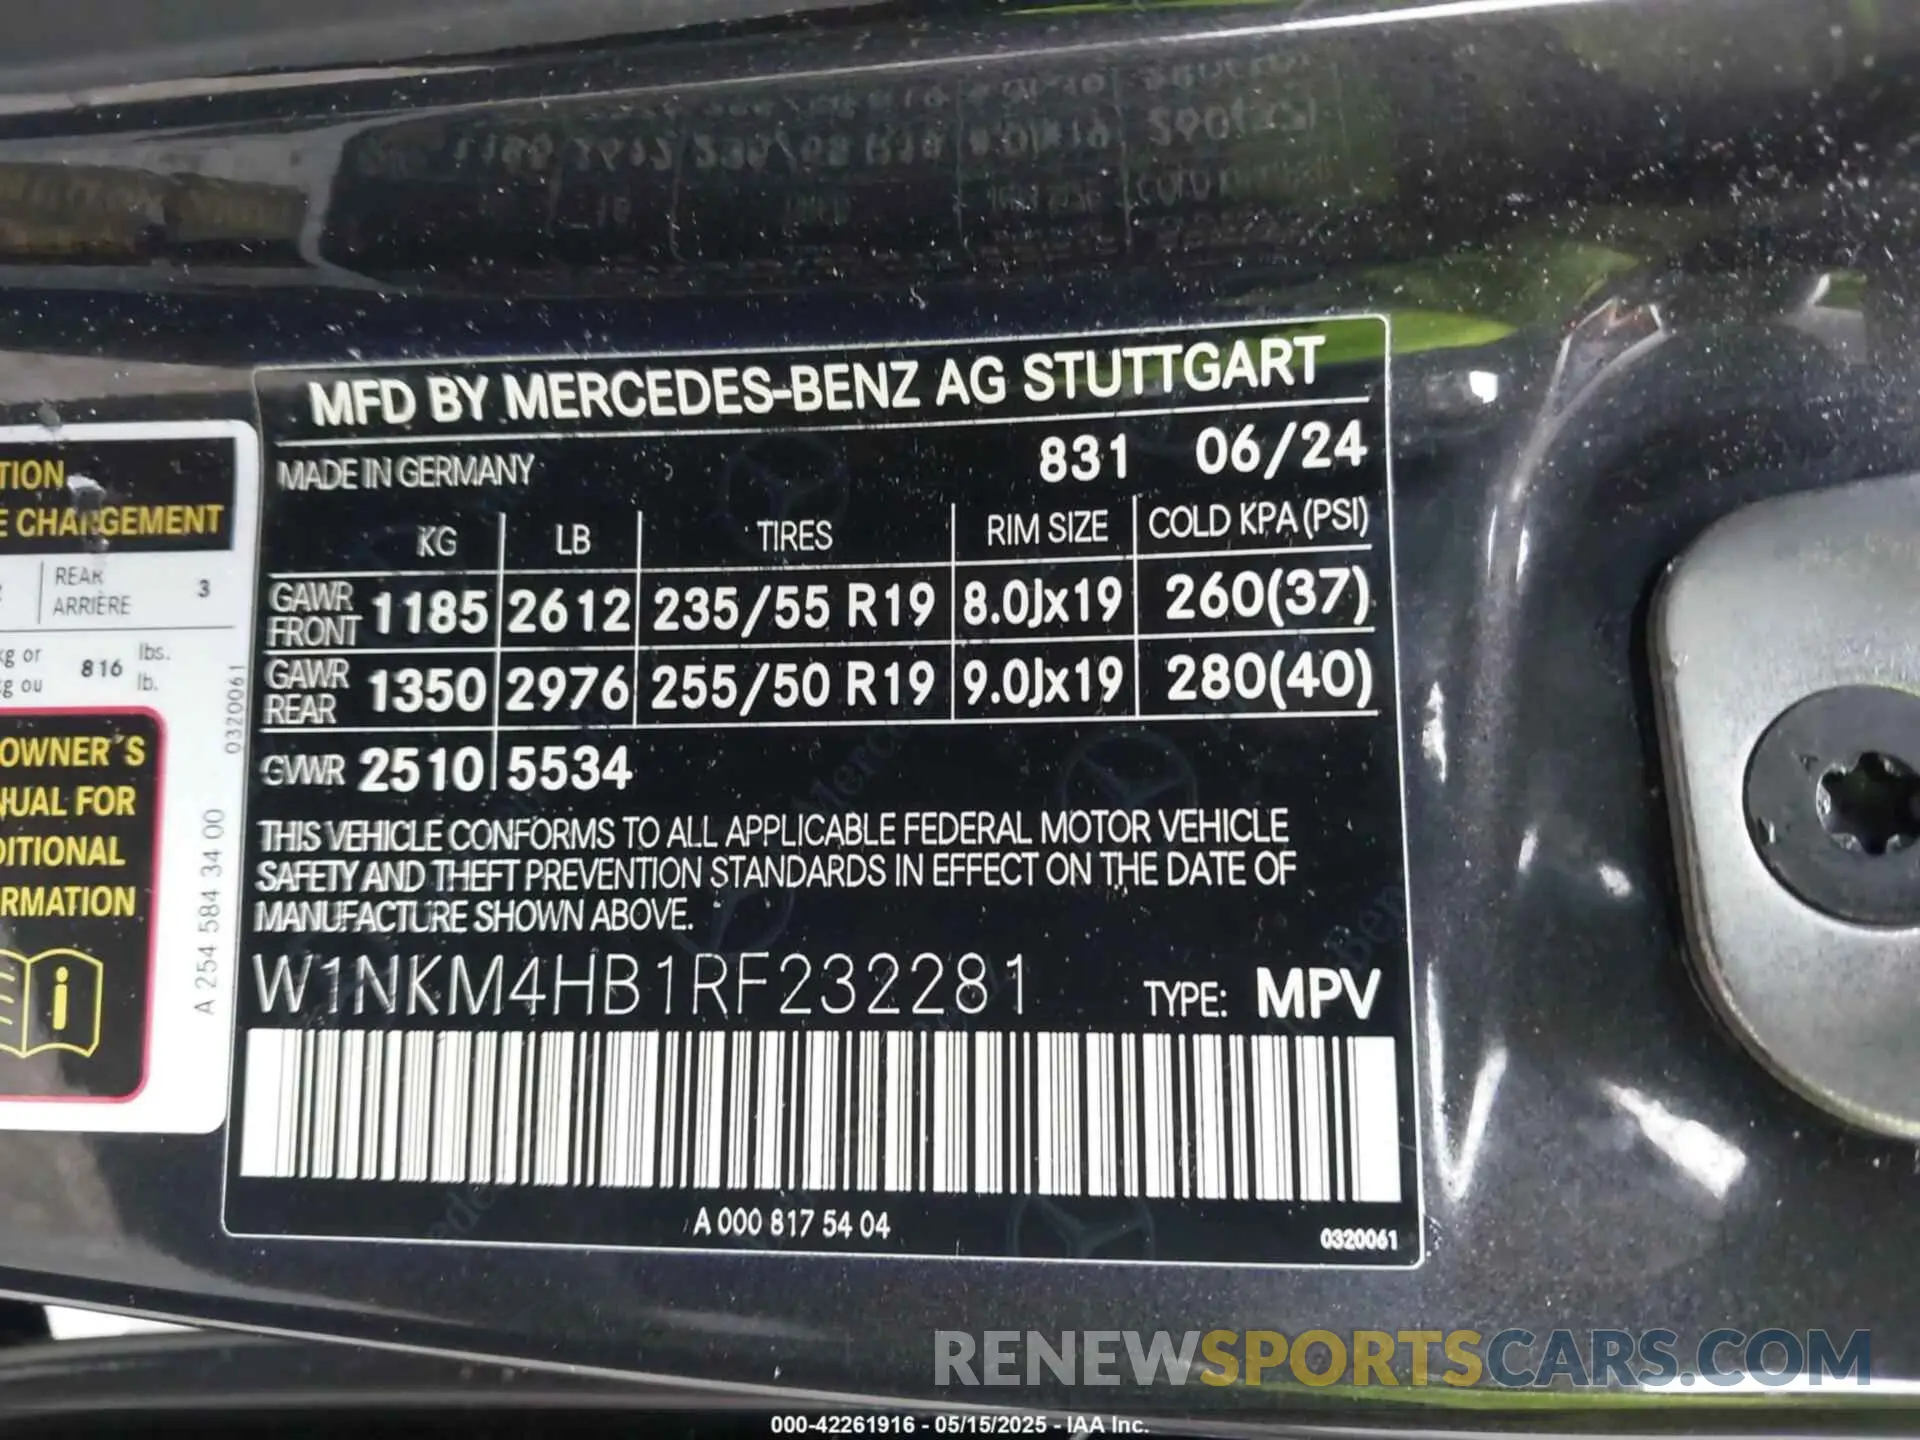 MFD BY MERCEDES-BENZ AG STUTTGART
MADE IN GERMANY 831 06/24
KG LB TIRES RIM SIZE COLD KPA (PSI)
GAWR FRONT 1185 2612 235/55 R19 8.0Jx19 260(37)
GAWR REAR 1350 2976 255/50 R19 9.0Jx19 280(40)
GVWR 2510 5534
THIS VEHICLE CONFORMS TO ALL APPLICABLE FEDERAL MOTOR VEHICLE
SAFETY AND THEFT PREVENTION STANDARDS IN EFFECT ON THE DATE OF
MANUFACTURE SHOWN ABOVE.
W1NKM4HB1RF232281 TYPE: MPV
A 000 817 54 04
0320061
TION
E CHARGEMENT
REAR
ARRIÈRE
3
kg or
kg ou
816
lbs.
lb.
OWNER´S
UAL FOR
DITIONAL
RMATION
i
0320061
A 254 584 34 00
RENEWSPORTSCARS.COM
000-42261916 - 05/15/2025 - IAA Inc.